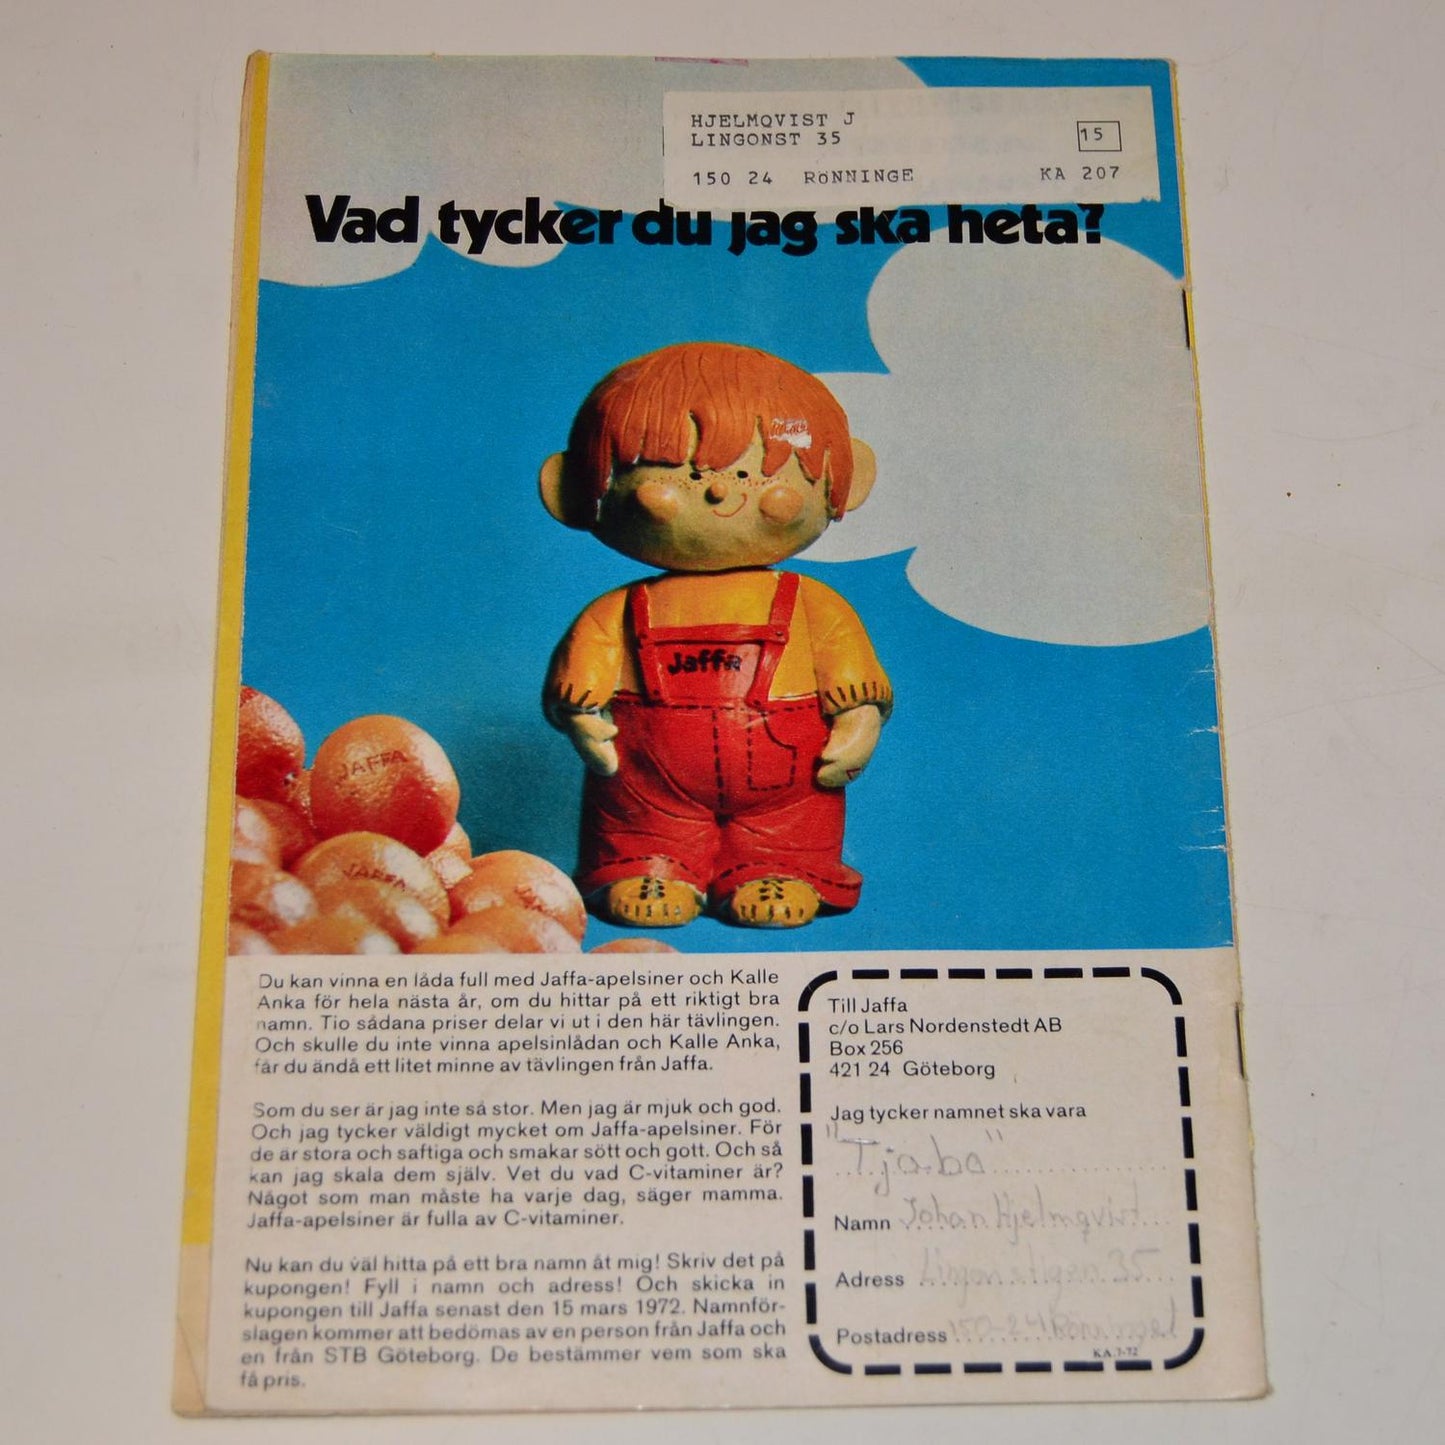 HJELMQVIST J
LINGONST 35
15
150 24 RÖNNINGE KA 207
Vad tycker du jag ska heta?
Jaffa
JAFFA
JAFFA
Du kan vinna en låda full med Jaffa-apelsiner och Kalle
Anka för hela nästa år, om du hittar på ett riktigt bra
namn. Tio sådana priser delar vi ut i den här tävlingen.
Och skulle du inte vinna apelsinlådan och Kalle Anka,
får du ändå ett litet minne av tävlingen från Jaffa.
Som du ser är jag inte så stor. Men jag är mjuk och god.
Och jag tycker väldigt mycket om Jaffa-apelsiner. För
de är stora och saftiga och smakar sött och gott. Och så
kan jag skala dem själv. Vet du vad C-vitaminer är?
Något som man måste ha varje dag, säger mamma.
Jaffa-apelsiner är fulla av C-vitaminer.
Nu kan du väl hitta på ett bra namn åt mig! Skriv det på
kupongen! Fyll i namn och adress! Och skicka in
kupongen till Jaffa senast den 15 mars 1972. Namnför-
slagen kommer att bedömas av en person från Jaffa och
en från STB Göteborg. De bestämmer vem som ska
få pris.
Till Jaffa
c/o Lars Nordenstedt AB
Box 256
421 24 Göteborg
Jag tycker namnet ska vara
"Tjabo"
Namn Johan Hjelmqvist
Adress Lingonstigen 35
Postadress 150-24 Rönninge
KA 7-72